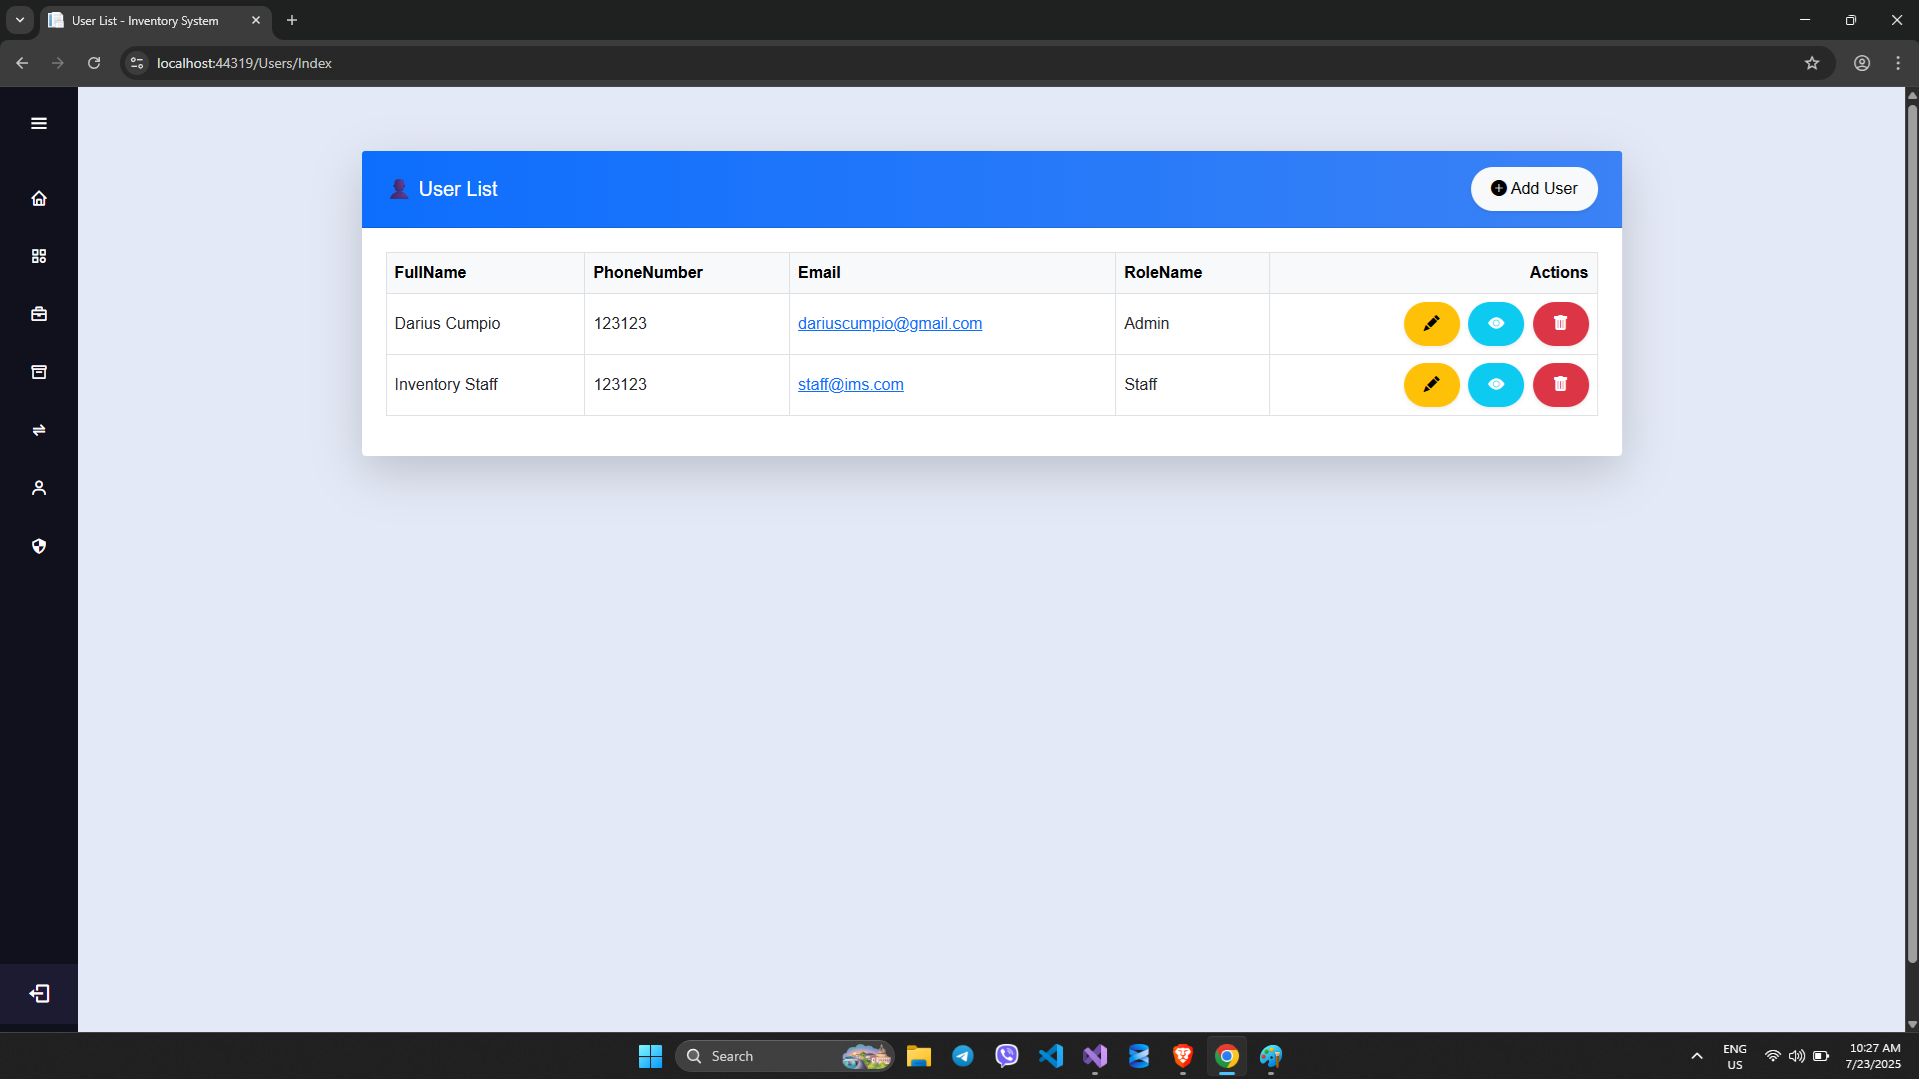 User List - Inventory System
localhost:44319/Users/Index
User List
Add User
FullName PhoneNumber Email RoleName Actions
Darius Cumpio 123123 dariuscumpio@gmail.com Admin
Inventory Staff 123123 staff@ims.com Staff
Search
ENG
US
10:27 AM
7/23/2025